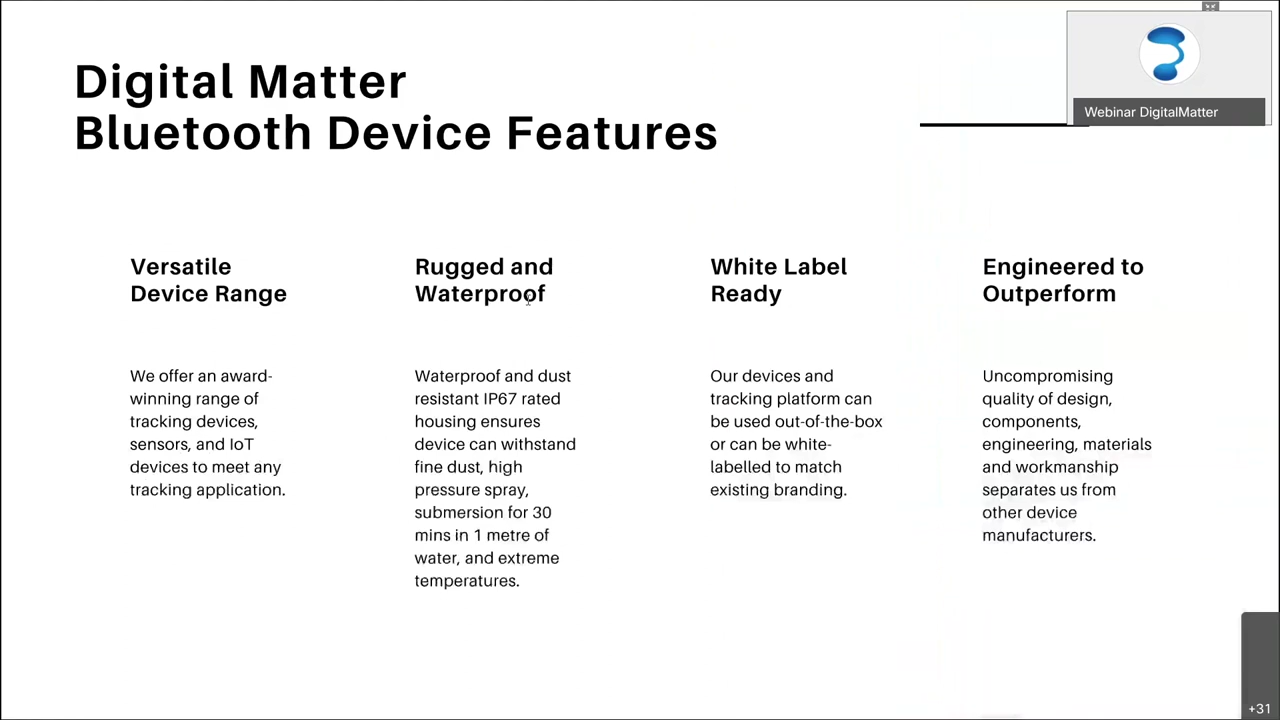 Digital Matter
Bluetooth Device Features
Webinar DigitalMatter
Versatile
Device Range
We offer an award-
winning range of
tracking devices,
sensors, and IoT
devices to meet any
tracking application.
Rugged and
Waterproof
Waterproof and dust
resistant IP67 rated
housing ensures
device can withstand
fine dust, high
pressure spray,
submersion for 30
mins in 1 metre of
water, and extreme
temperatures.
White Label
Ready
Our devices and
tracking platform can
be used out-of-the-box
or can be white-
labelled to match
existing branding.
Engineered to
Outperform
Uncompromising
quality of design,
components,
engineering, materials
and workmanship
separates us from
other device
manufacturers.
+31